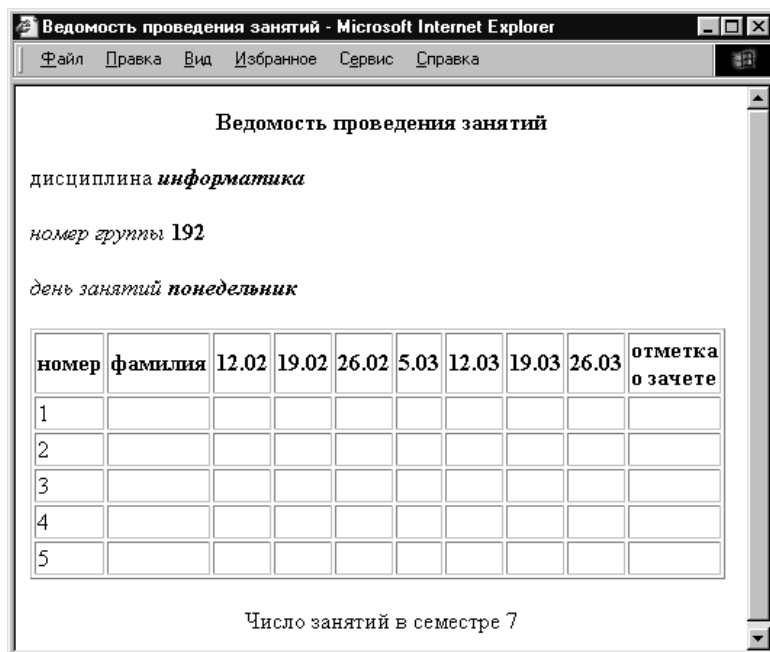 Ведомость проведения занятий - Microsoft Internet Explorer
Файл Правка Вид Избранное Сервис Справка
Ведомость проведения занятий
дисциплина информатика
номер группы 192
день занятий понедельник
номер фамилия 12.02 19.02 26.02 5.03 12.03 19.03 26.03 отметка о зачете
1
2
3
4
5
Число занятий в семестре 7